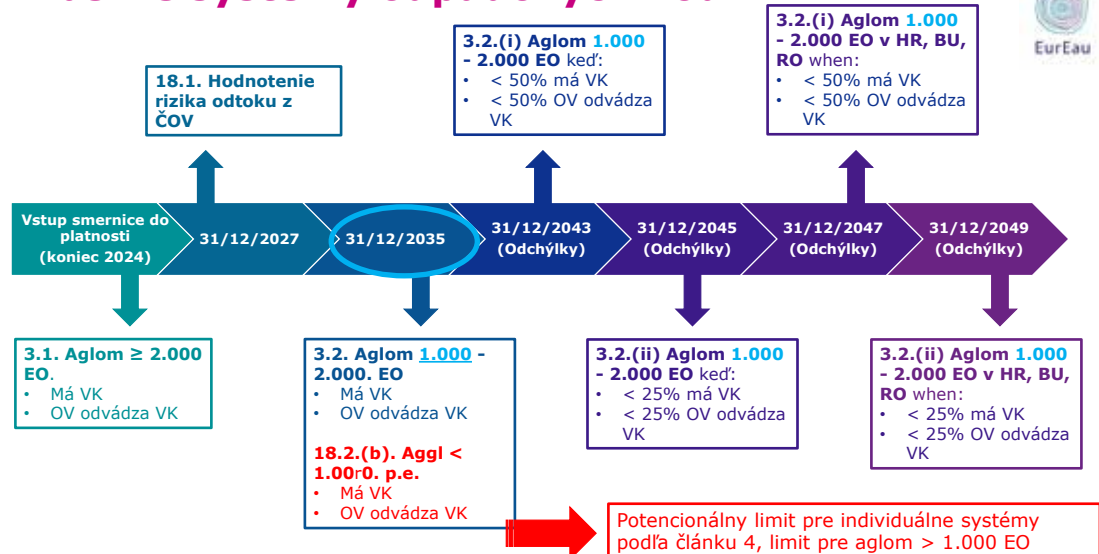 EurEau
3.2.(i) Aglom 1.000
- 2.000 EO keď:
• < 50% má VK
• < 50% OV odvádza
VK
3.2.(i) Aglom 1.000
- 2.000 EO v HR, BU,
RO when:
• < 50% má VK
• < 50% OV odvádza
VK
18.1. Hodnotenie
rizika odtoku z
ČOV
Vstup smernice do
platnosti
(koniec 2024)
31/12/2027
31/12/2035
31/12/2043
(Odchýlky)
31/12/2045
(Odchýlky)
31/12/2047
(Odchýlky)
31/12/2049
(Odchýlky)
3.1. Aglom ≥ 2.000
EO.
• Má VK
• OV odvádza VK
3.2. Aglom 1.000 -
2.000. EO
• Má VK
• OV odvádza VK
18.2.(b). Aggl <
1.00r0. p.e.
• Má VK
• OV odvádza VK
3.2.(ii) Aglom 1.000
- 2.000 EO keď:
• < 25% má VK
• < 25% OV odvádza
VK
3.2.(ii) Aglom 1.000
- 2.000 EO v HR, BU,
RO when:
• < 25% má VK
• < 25% OV odvádza
VK
Potencionálny limit pre individuálne systémy
podľa článku 4, limit pre aglom > 1.000 EO